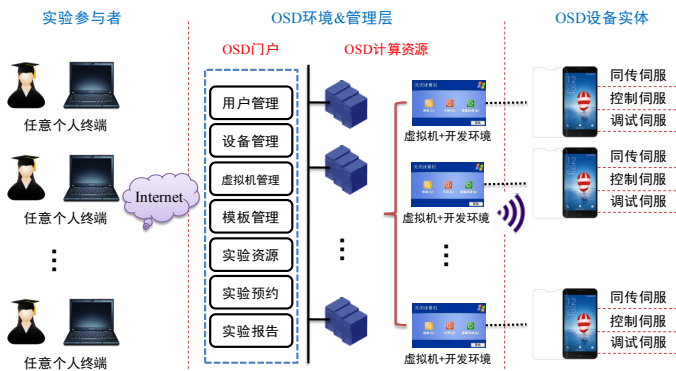 实验参与者
OSD环境&管理层
OSD设备实体
OSD门户
OSD计算资源
任意个人终端
任意个人终端
任意个人终端
Internet
用户管理
设备管理
虚拟机管理
模板管理
实验资源
实验预约
实验报告
虚拟机+开发环境
虚拟机+开发环境
虚拟机+开发环境
同传伺服
控制伺服
调试伺服
同传伺服
控制伺服
调试伺服
同传伺服
控制伺服
调试伺服